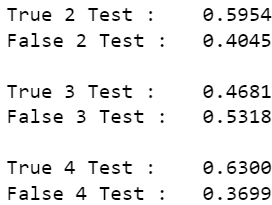 True 2 Test : 0.5954
False 2 Test : 0.4045
True 3 Test : 0.4681
False 3 Test : 0.5318
True 4 Test : 0.6300
False 4 Test : 0.3699